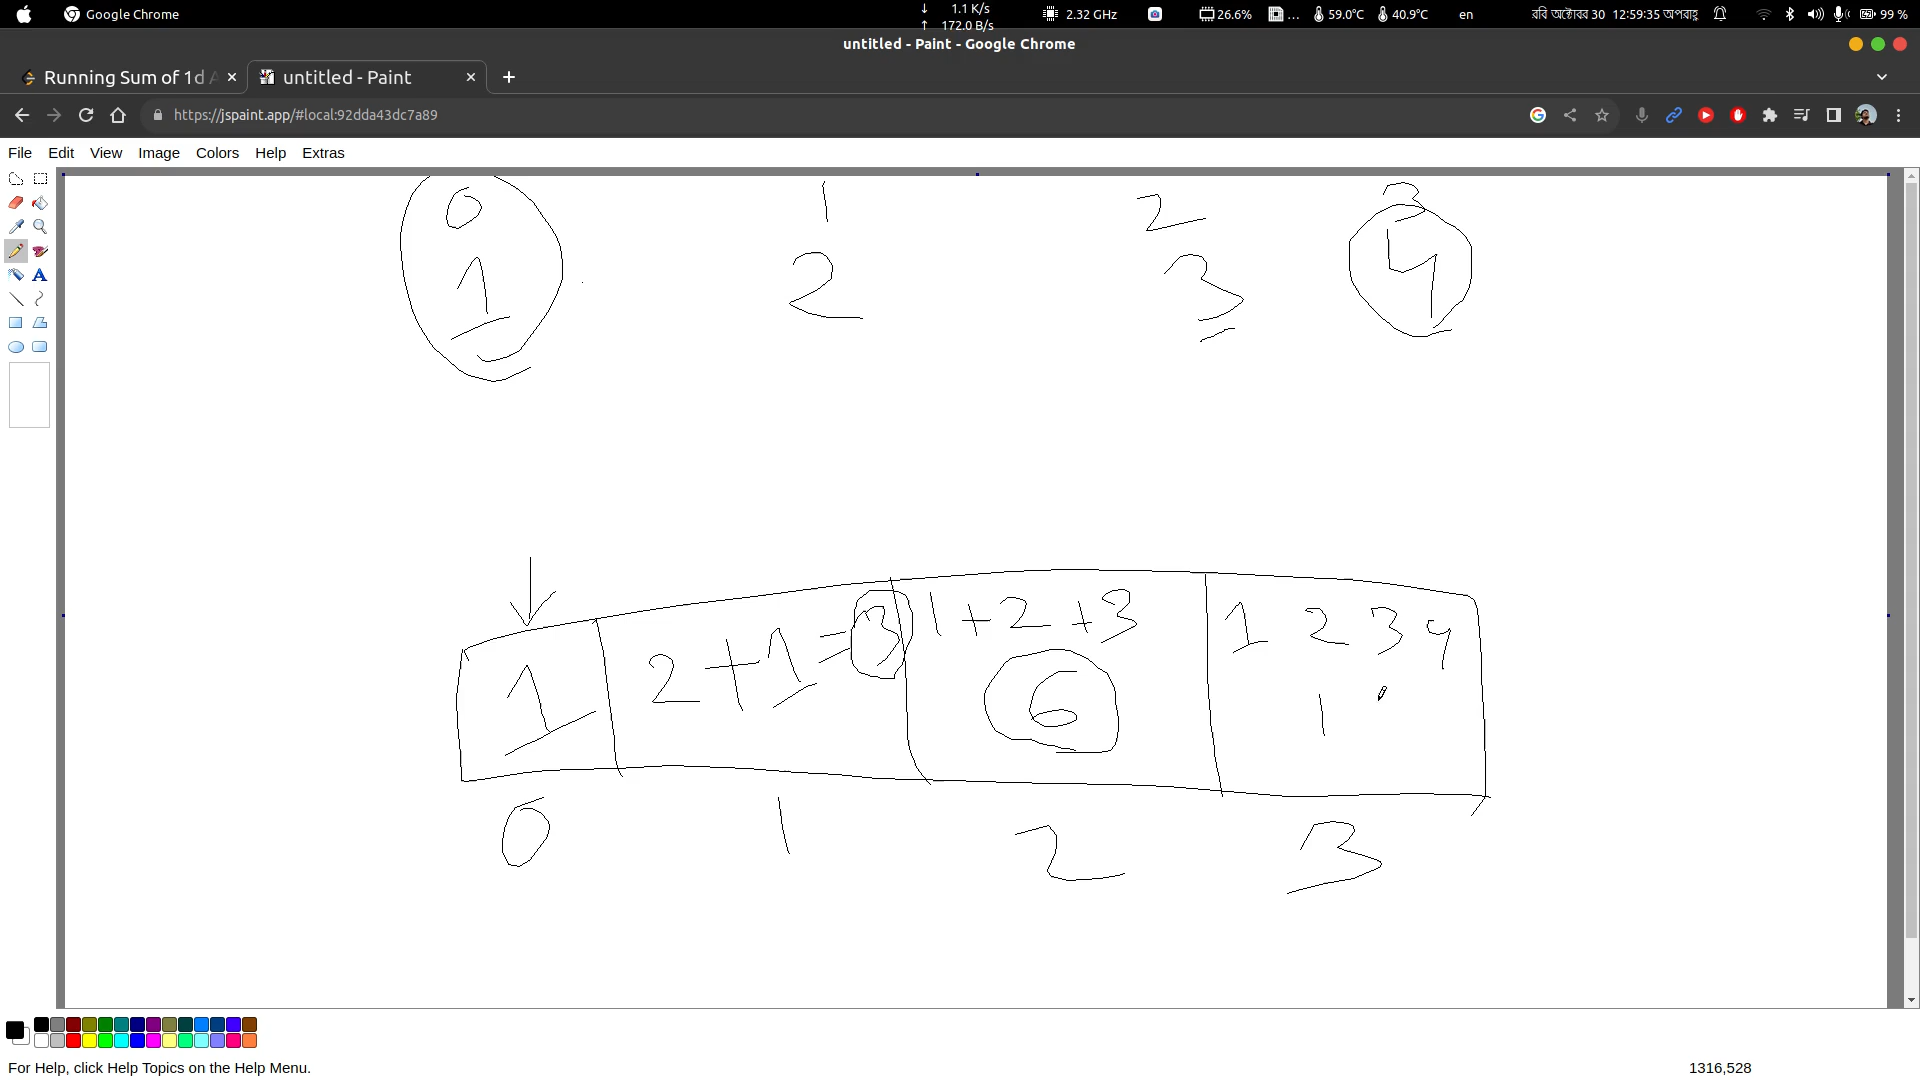 Google Chrome
↓ 1.1 K/s
↑ 172.0 B/s
2.32 GHz
26.6%
...
59.0°C
40.9°C
en
রবি অক্টোবর 30 12:59:35 অপরাহ্ণ
99 %
untitled - Paint - Google Chrome
Running Sum of 1d A
untitled - Paint
https://jspaint.app/#local:92dda43dc7a89
File Edit View Image Colors Help Extras
0 1 2 3
1 2 3 4
1+2+3 1 2 3 4
1 2+1=3 6 1
0 1 2 3
For Help, click Help Topics on the Help Menu.
1316,528